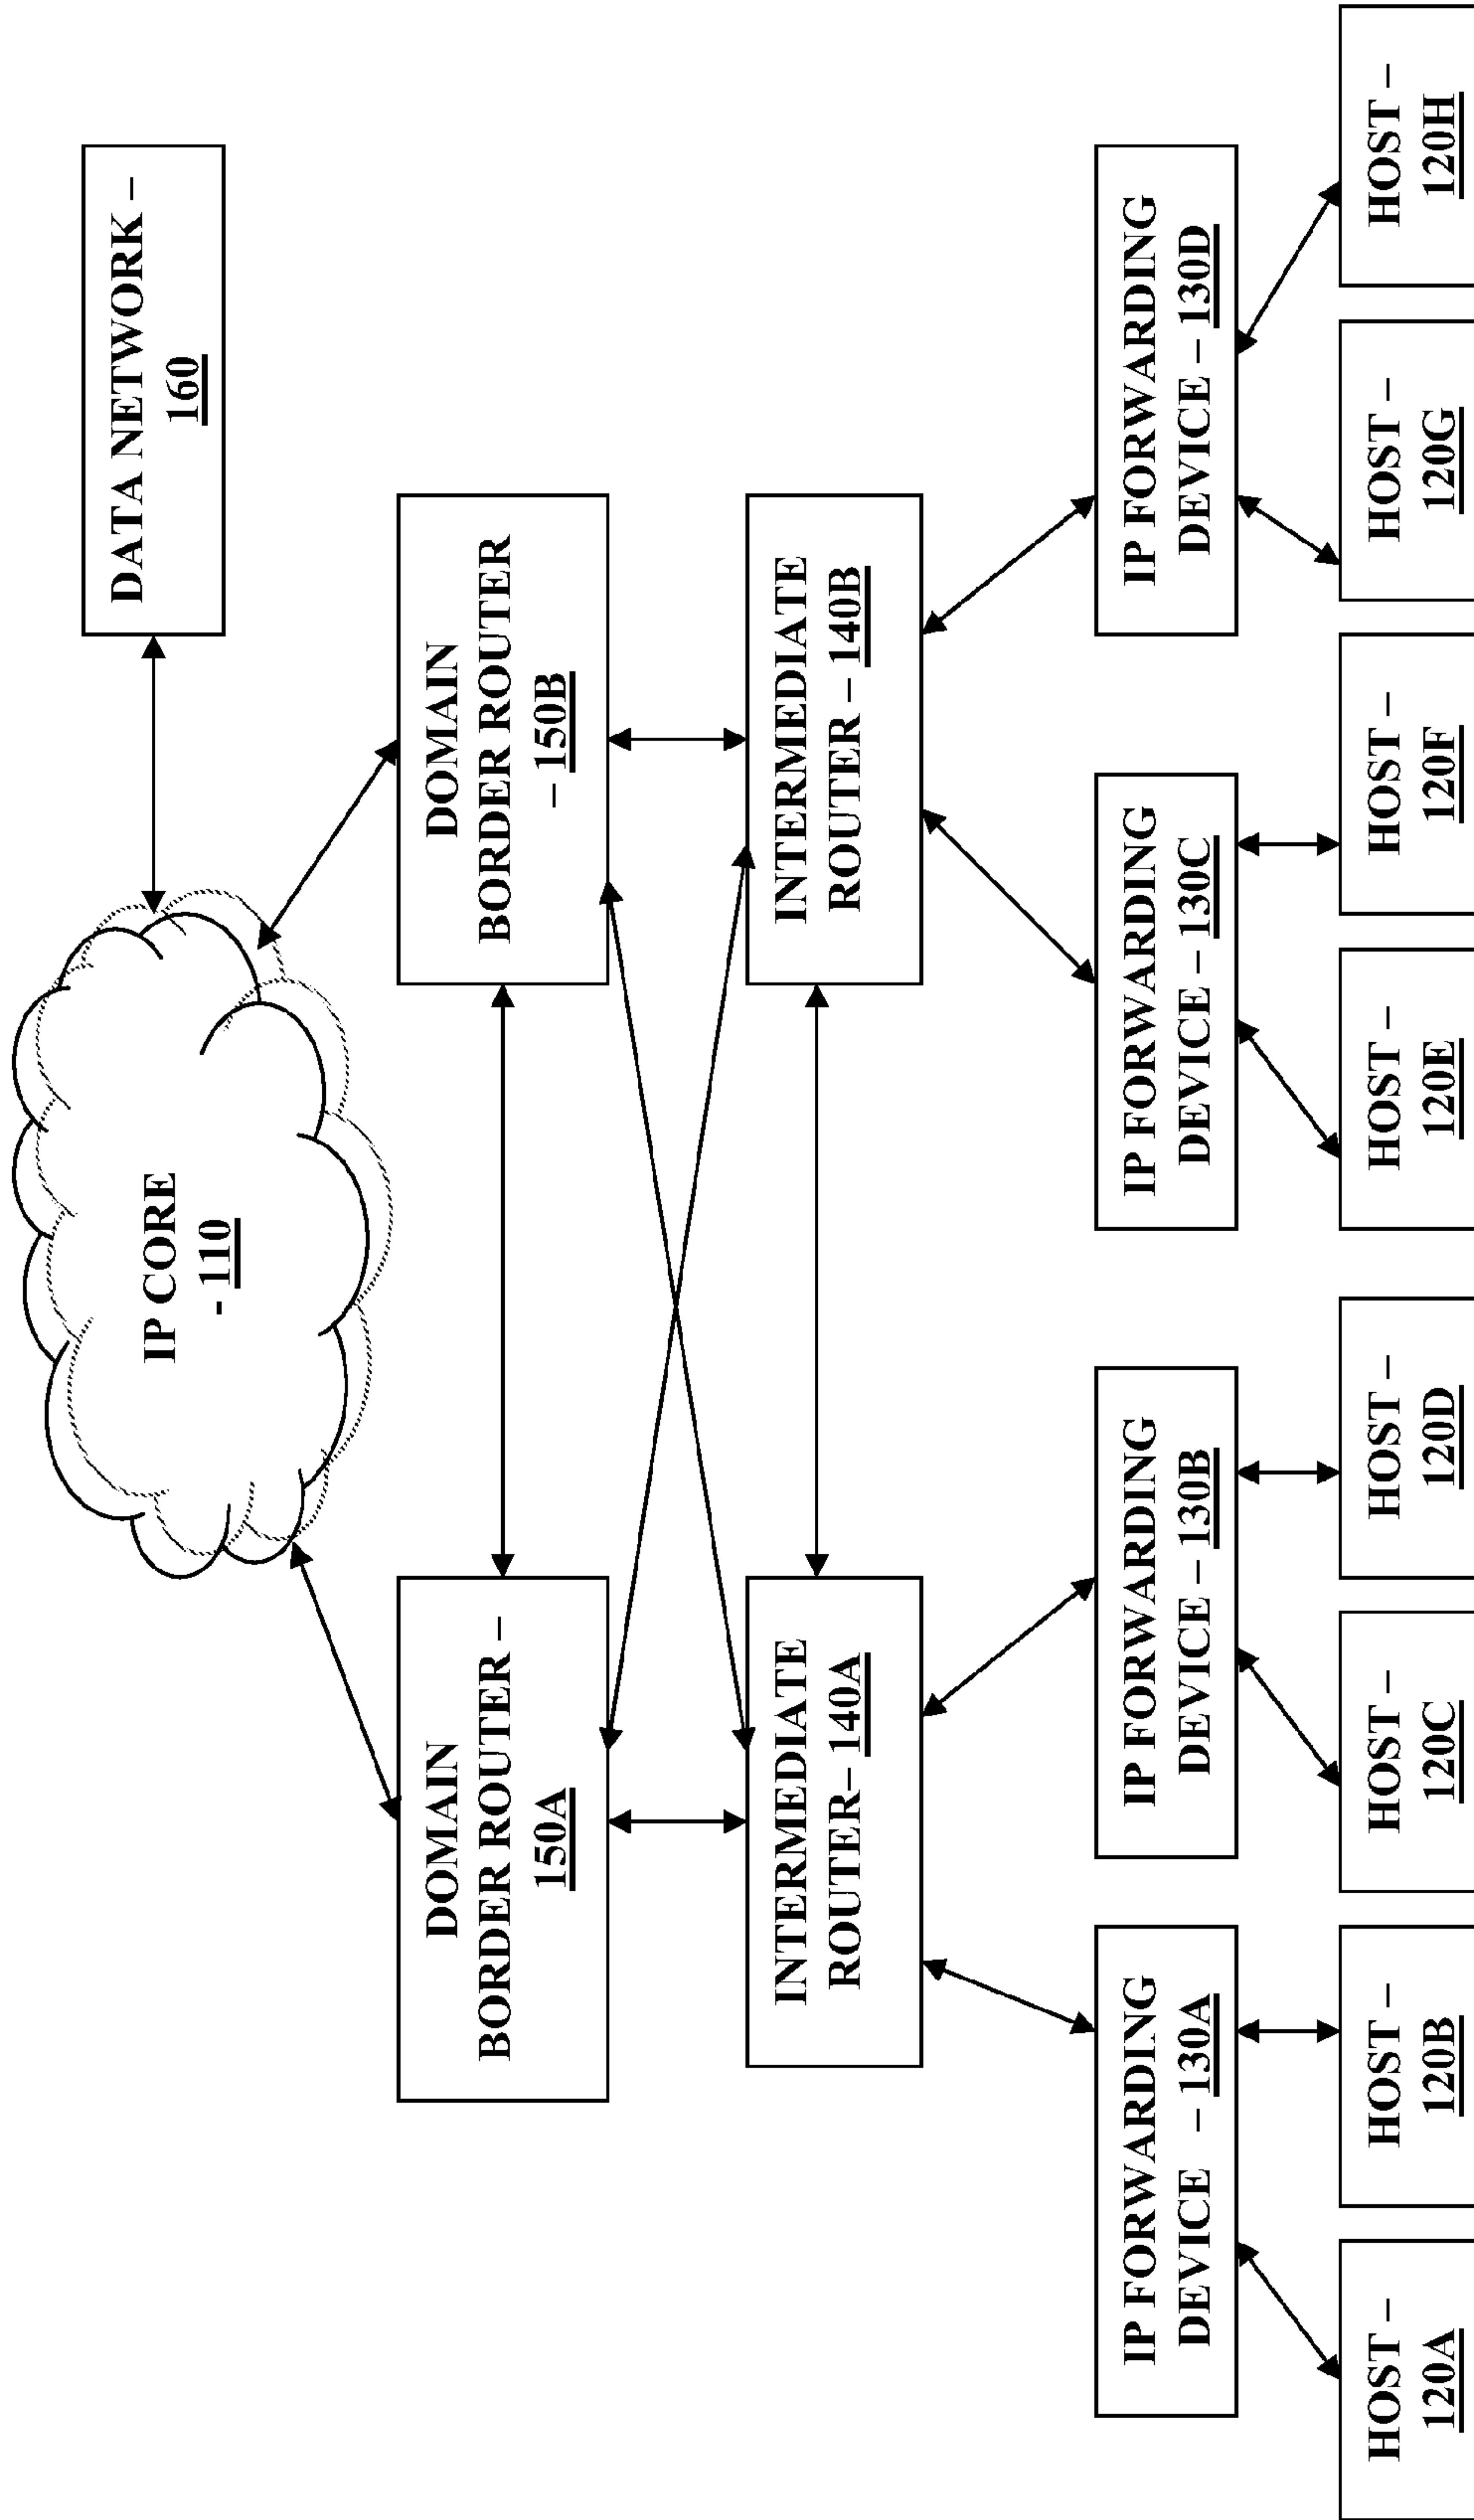 IP CORE
- 110
DATA NETWORK –
160
DOMAIN
BORDER ROUTER –
150A
DOMAIN
BORDER ROUTER
– 150B
INTERMEDIATE
ROUTER– 140A
INTERMEDIATE
ROUTER – 140B
IP FORWARDING
DEVICE – 130A
IP FORWARDING
DEVICE – 130B
IP FORWARDING
DEVICE – 130C
IP FORWARDING
DEVICE – 130D
HOST –
120A
HOST –
120B
HOST –
120C
HOST –
120D
HOST –
120E
HOST –
120F
HOST –
120G
HOST –
120H